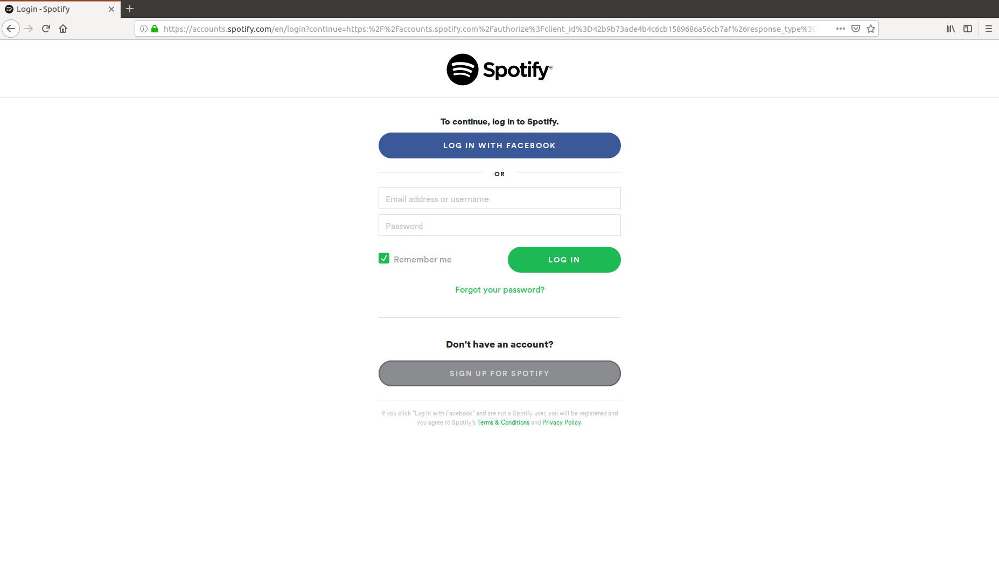 Login - Spotify
https://accounts.spotify.com/en/login?continue=https:%2F%2Faccounts.spotify.com%2Fauthorize%3Fclient_id%3D42b9b73ade4b4c6cb1589686a56cb7af%26response_type%3D
Spotify®
To continue, log in to Spotify.
LOG IN WITH FACEBOOK
OR
Email address or username
Password
Remember me
LOG IN
Forgot your password?
Don't have an account?
SIGN UP FOR SPOTIFY
If you click "Log in with Facebook" and are not a Spotify user, you will be registered and
you agree to Spotify's Terms & Conditions and Privacy Policy.